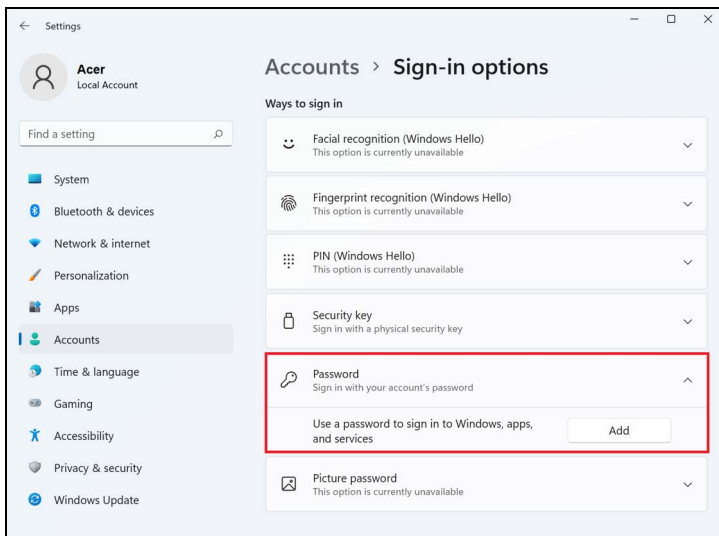 Settings
Acer
Local Account
Find a setting
System
Bluetooth & devices
Network & internet
Personalization
Apps
Accounts
Time & language
Gaming
Accessibility
Privacy & security
Windows Update
Accounts > Sign-in options
Ways to sign in
Facial recognition (Windows Hello)
This option is currently unavailable
Fingerprint recognition (Windows Hello)
This option is currently unavailable
PIN (Windows Hello)
This option is currently unavailable
Security key
Sign in with a physical security key
Password
Sign in with your account's password
Use a password to sign in to Windows, apps,
and services
Add
Picture password
This option is currently unavailable